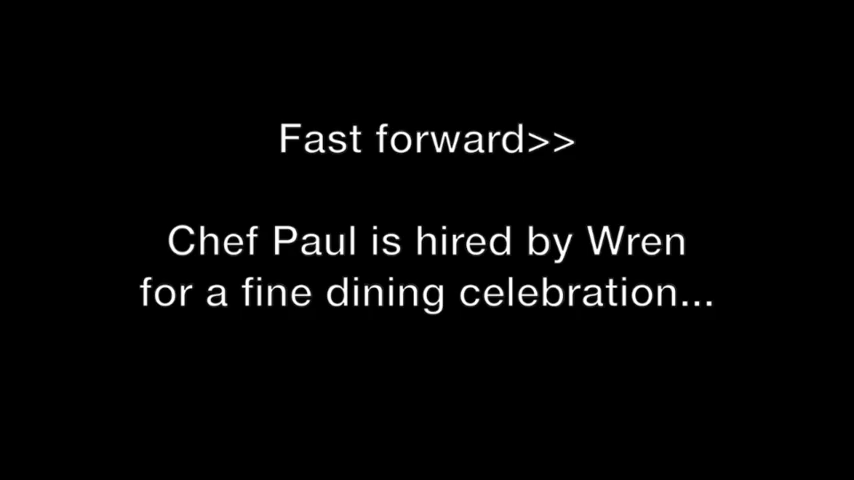 Fast forward>>
Chef Paul is hired by Wren
for a fine dining celebration...